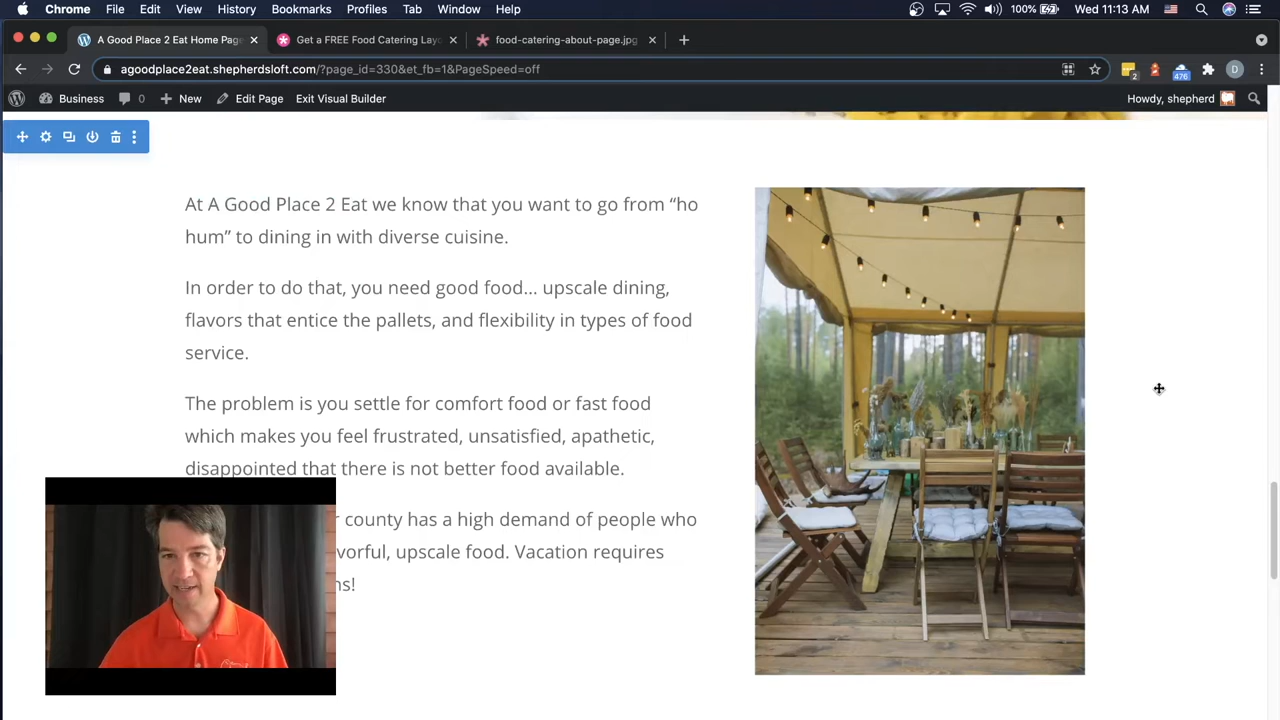 Chrome File Edit View History Bookmarks Profiles Tab Window Help 100% Wed 11:13 AM
A Good Place 2 Eat Home Page Get a FREE Food Catering Layo food-catering-about-page.jpg
agoodplace2eat.shepherdsloft.com/?page_id=330&et_fb=1&PageSpeed=off 2 476 D
Business 0 New Edit Page Exit Visual Builder Howdy, shepherd
At A Good Place 2 Eat we know that you want to go from “ho
hum” to dining in with diverse cuisine.
In order to do that, you need good food... upscale dining,
flavors that entice the pallets, and flexibility in types of food
service.
The problem is you settle for comfort food or fast food
which makes you feel frustrated, unsatisfied, apathetic,
disappointed that there is not better food available.
county has a high demand of people who
upscale food. Vacation requires